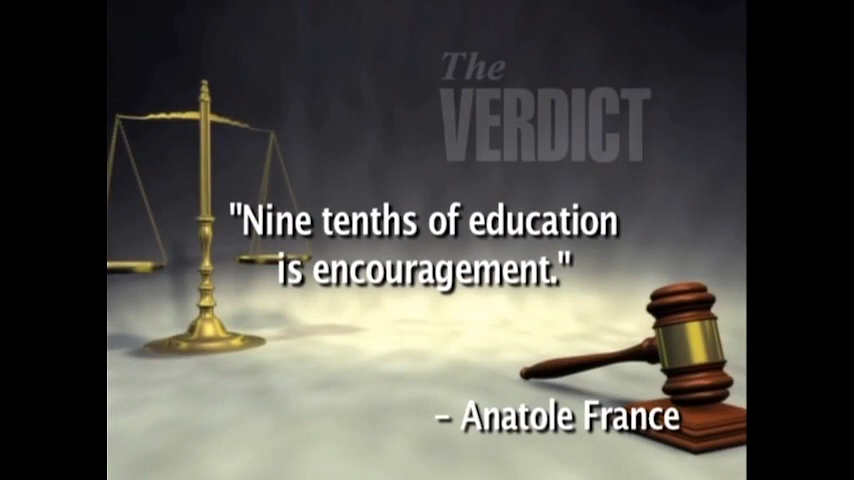 The
VERDICT
"Nine tenths of education
is encouragement."
– Anatole France